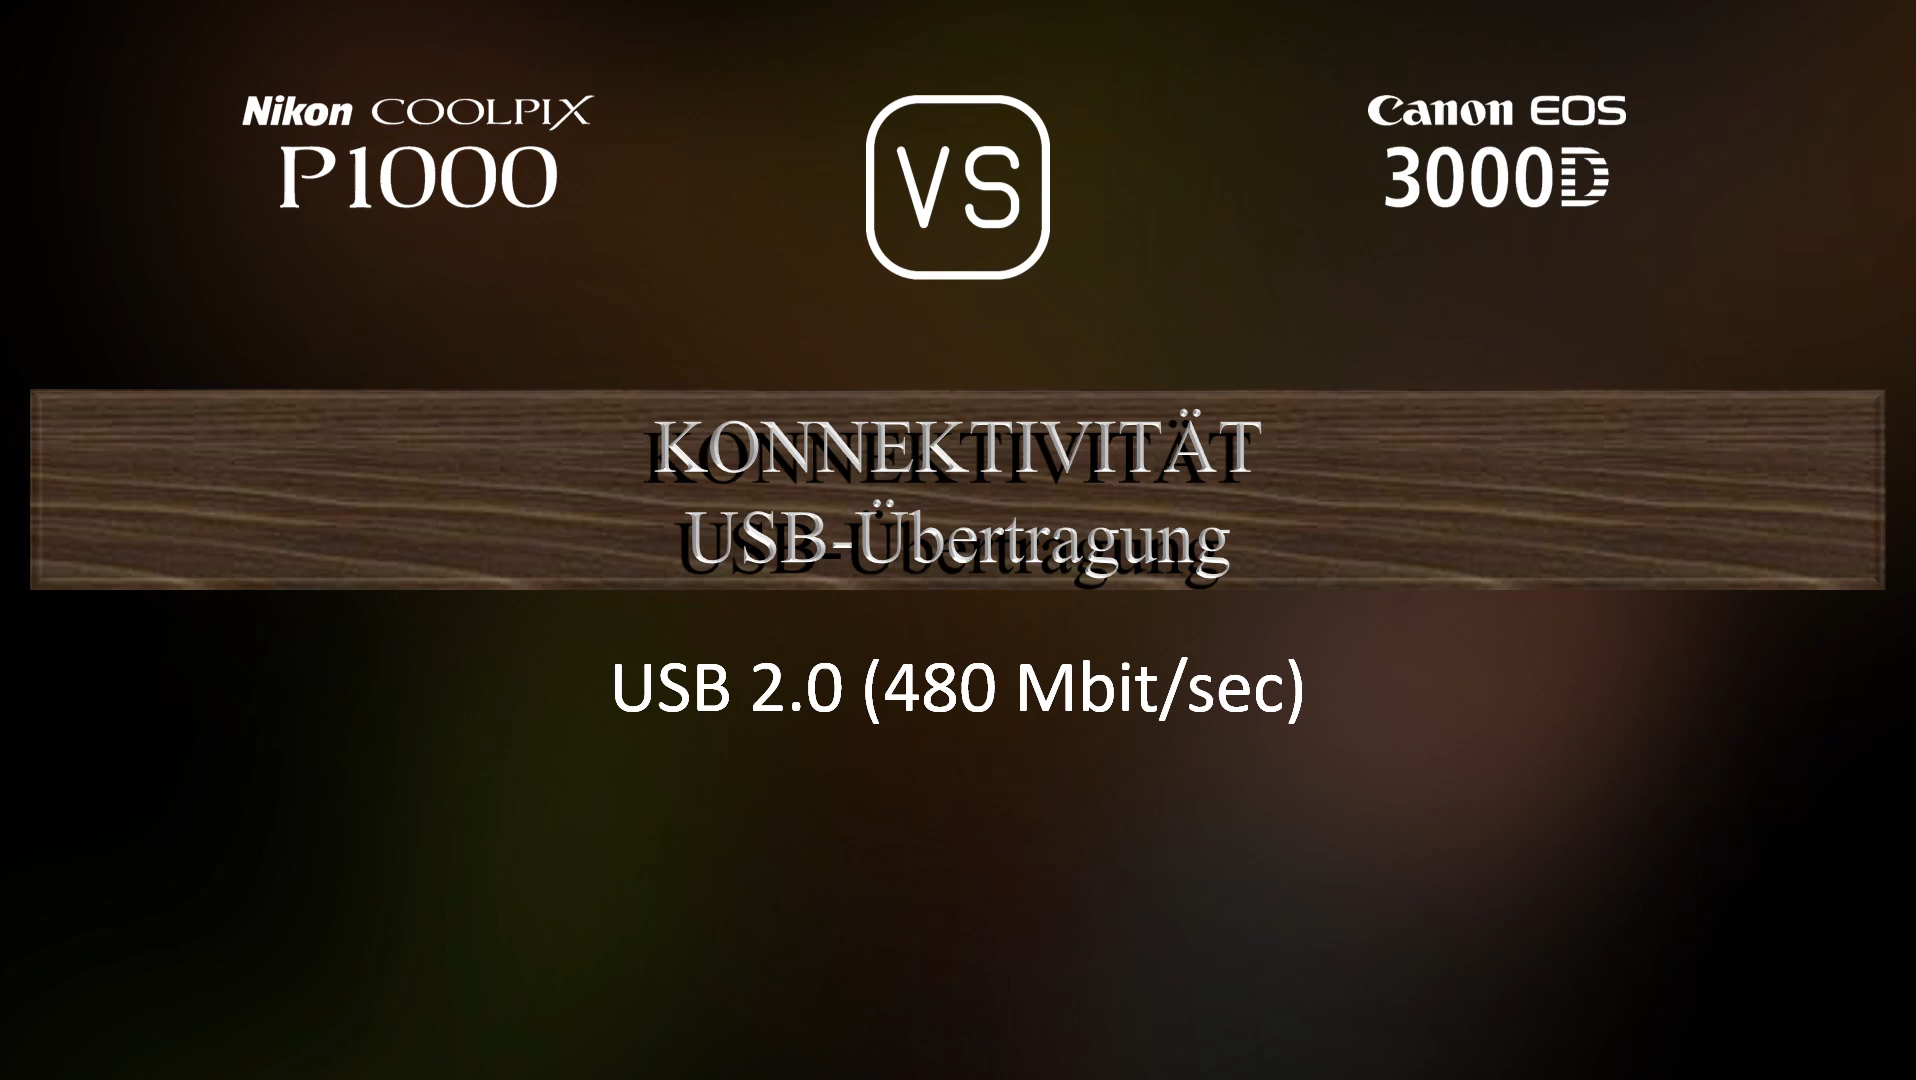 Nikon COOLPIX
P1000
VS
Canon EOS
3000D
KONNEKTIVITÄT
USB-Übertragung
USB 2.0 (480 Mbit/sec)